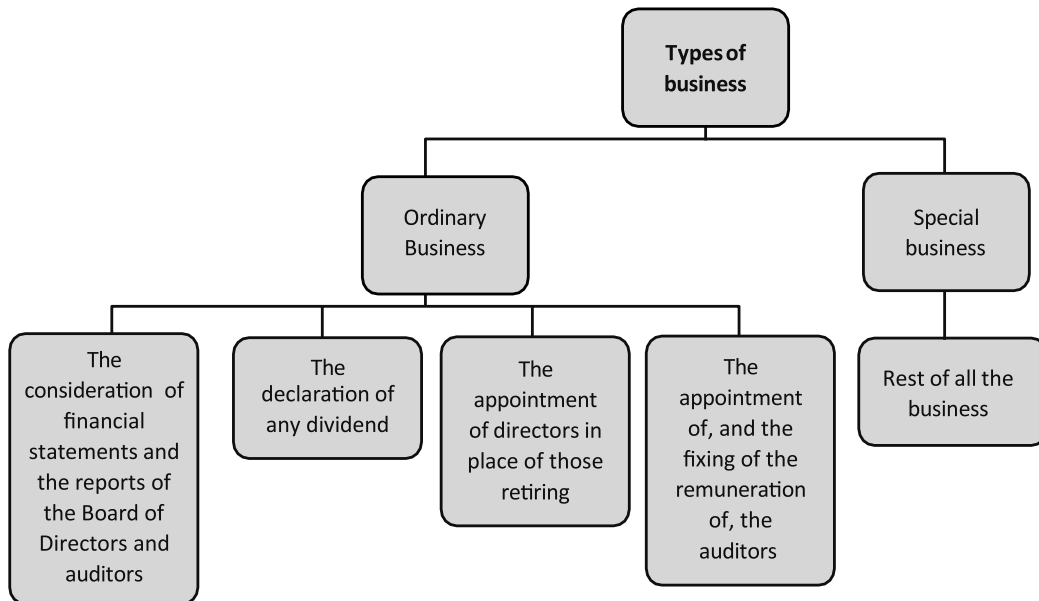 Types of
business
Ordinary
Business
Special
business
The
consideration of
financial
statements and
the reports of
the Board of
Directors and
auditors
The
declaration of
any dividend
The
appointment
of directors in
place of those
retiring
The
appointment
of, and the
fixing of the
remuneration
of, the
auditors
Rest of all the
business